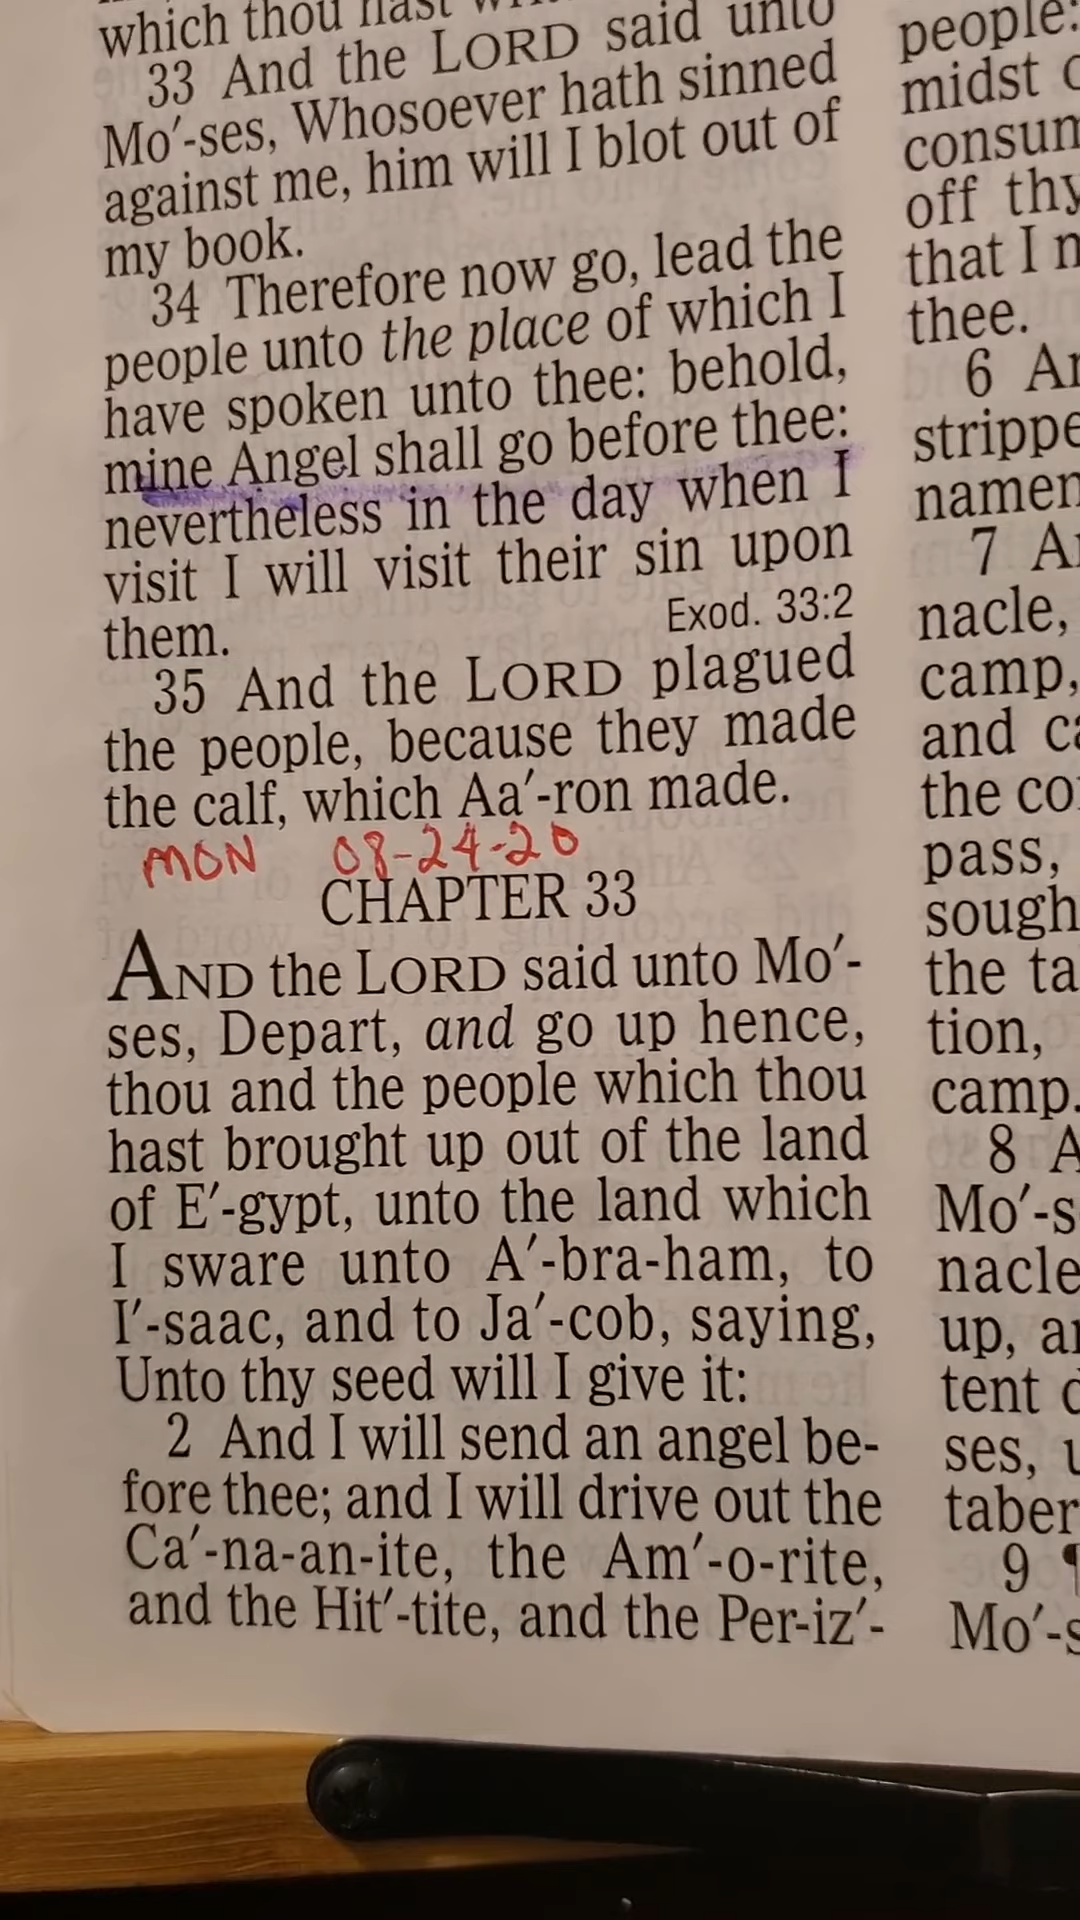 which thou hast
33 And the LORD said unto
Mo′-ses, Whosoever hath sinned
against me, him will I blot out of
my book.
34 Therefore now go, lead the
people unto the place of which I
have spoken unto thee: behold,
mine Angel shall go before thee:
nevertheless in the day when I
visit I will visit their sin upon
them.
Exod. 33:2
35 And the LORD plagued
the people, because they made
the calf, which Aa′-ron made.
MON 08-24-20
CHAPTER 33
AND the LORD said unto Mo′-
ses, Depart, and go up hence,
thou and the people which thou
hast brought up out of the land
of E′-gypt, unto the land which
I sware unto A′-bra-ham, to
I′-saac, and to Ja′-cob, saying,
Unto thy seed will I give it:
2 And I will send an angel be-
fore thee; and I will drive out the
Ca′-na-an-ite, the Am′-o-rite,
and the Hit′-tite, and the Per-iz′-
people:
midst
off thy
that I
thee.
6
7
nacle,
camp,
and
the
pass,
the
tion,
camp.
8
Mo′-s
nacle
up,
tent
ses,
taber
9 ¶
Mo′-s